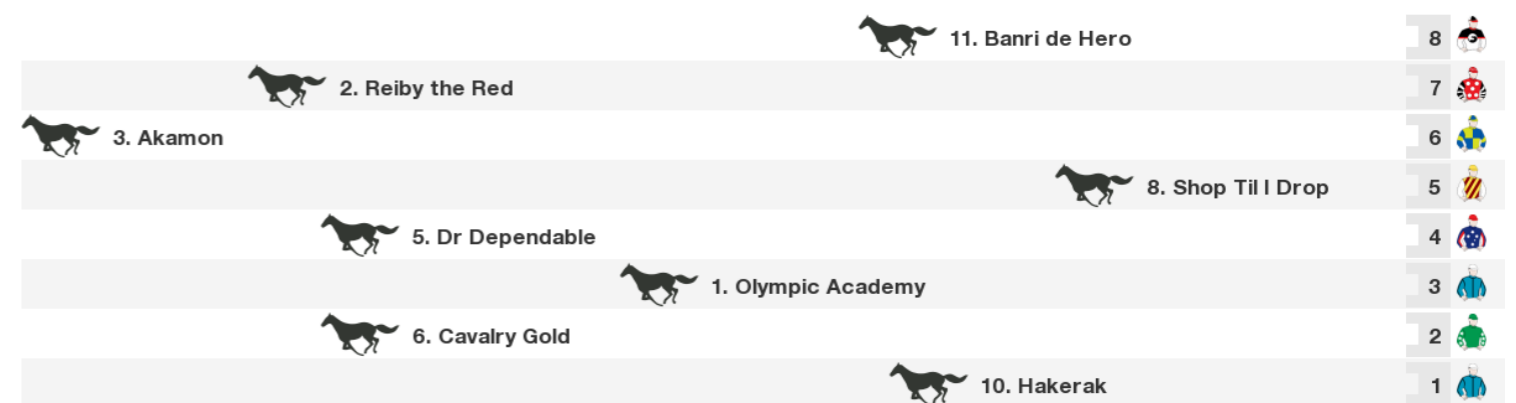 11. Banri de Hero 8
2. Reiby the Red 7
3. Akamon 6
8. Shop Til I Drop 5
5. Dr Dependable 4
1. Olympic Academy 3
6. Cavalry Gold 2
10. Hakerak 1